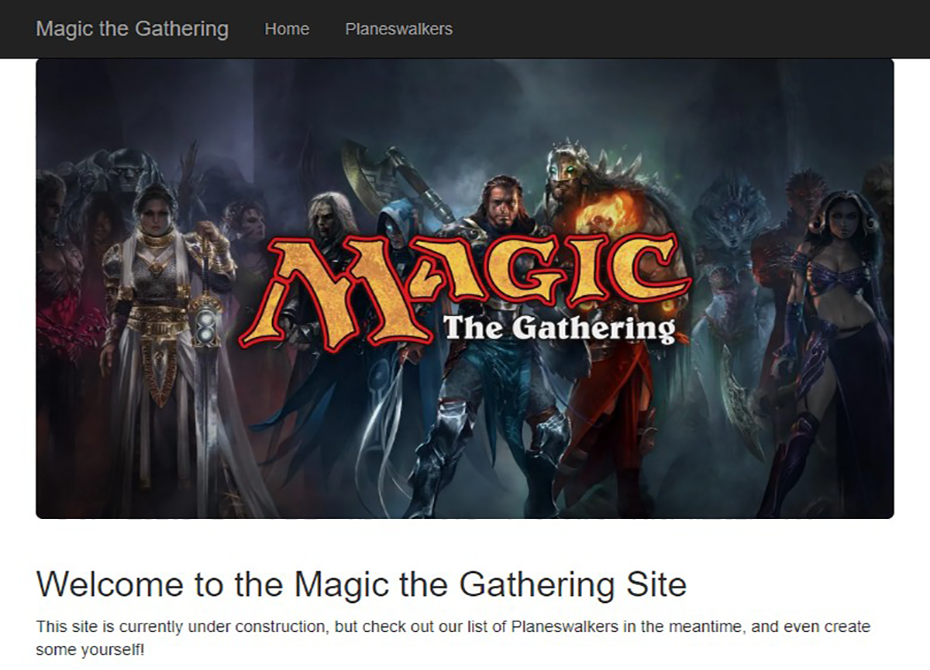 Magic the Gathering Home Planeswalkers
MAGIC
The Gathering
Welcome to the Magic the Gathering Site
This site is currently under construction, but check out our list of Planeswalkers in the meantime, and even create
some yourself!